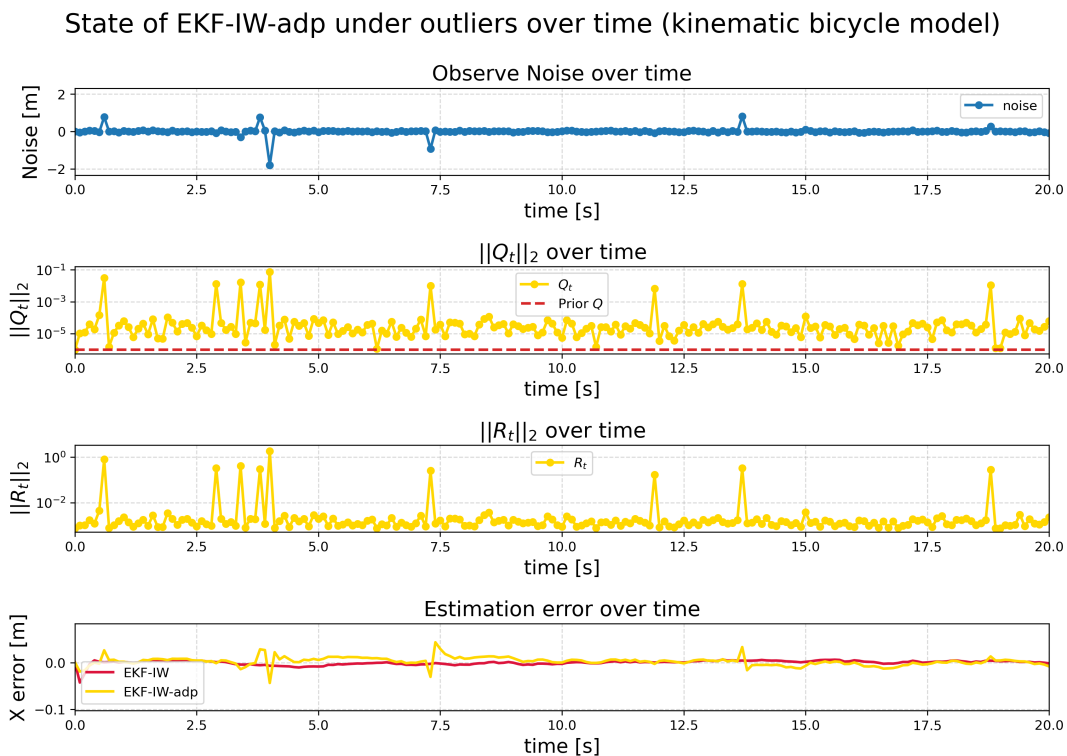 State of EKF-IW-adp under outliers over time (kinematic bicycle model)
Observe Noise over time
Noise [m]
2
0
−2
noise
0.0 2.5 5.0 7.5 10.0 12.5 15.0 17.5 20.0
time [s]
||Q_t||_2 over time
||Q_t||_2
10^−1
10^−3
10^−5
Q_t
Prior Q
0.0 2.5 5.0 7.5 10.0 12.5 15.0 17.5 20.0
time [s]
||R_t||_2 over time
||R_t||_2
10^0
10^−2
R_t
0.0 2.5 5.0 7.5 10.0 12.5 15.0 17.5 20.0
time [s]
Estimation error over time
X error [m]
0.0
−0.1
EKF-IW
EKF-IW-adp
0.0 2.5 5.0 7.5 10.0 12.5 15.0 17.5 20.0
time [s]